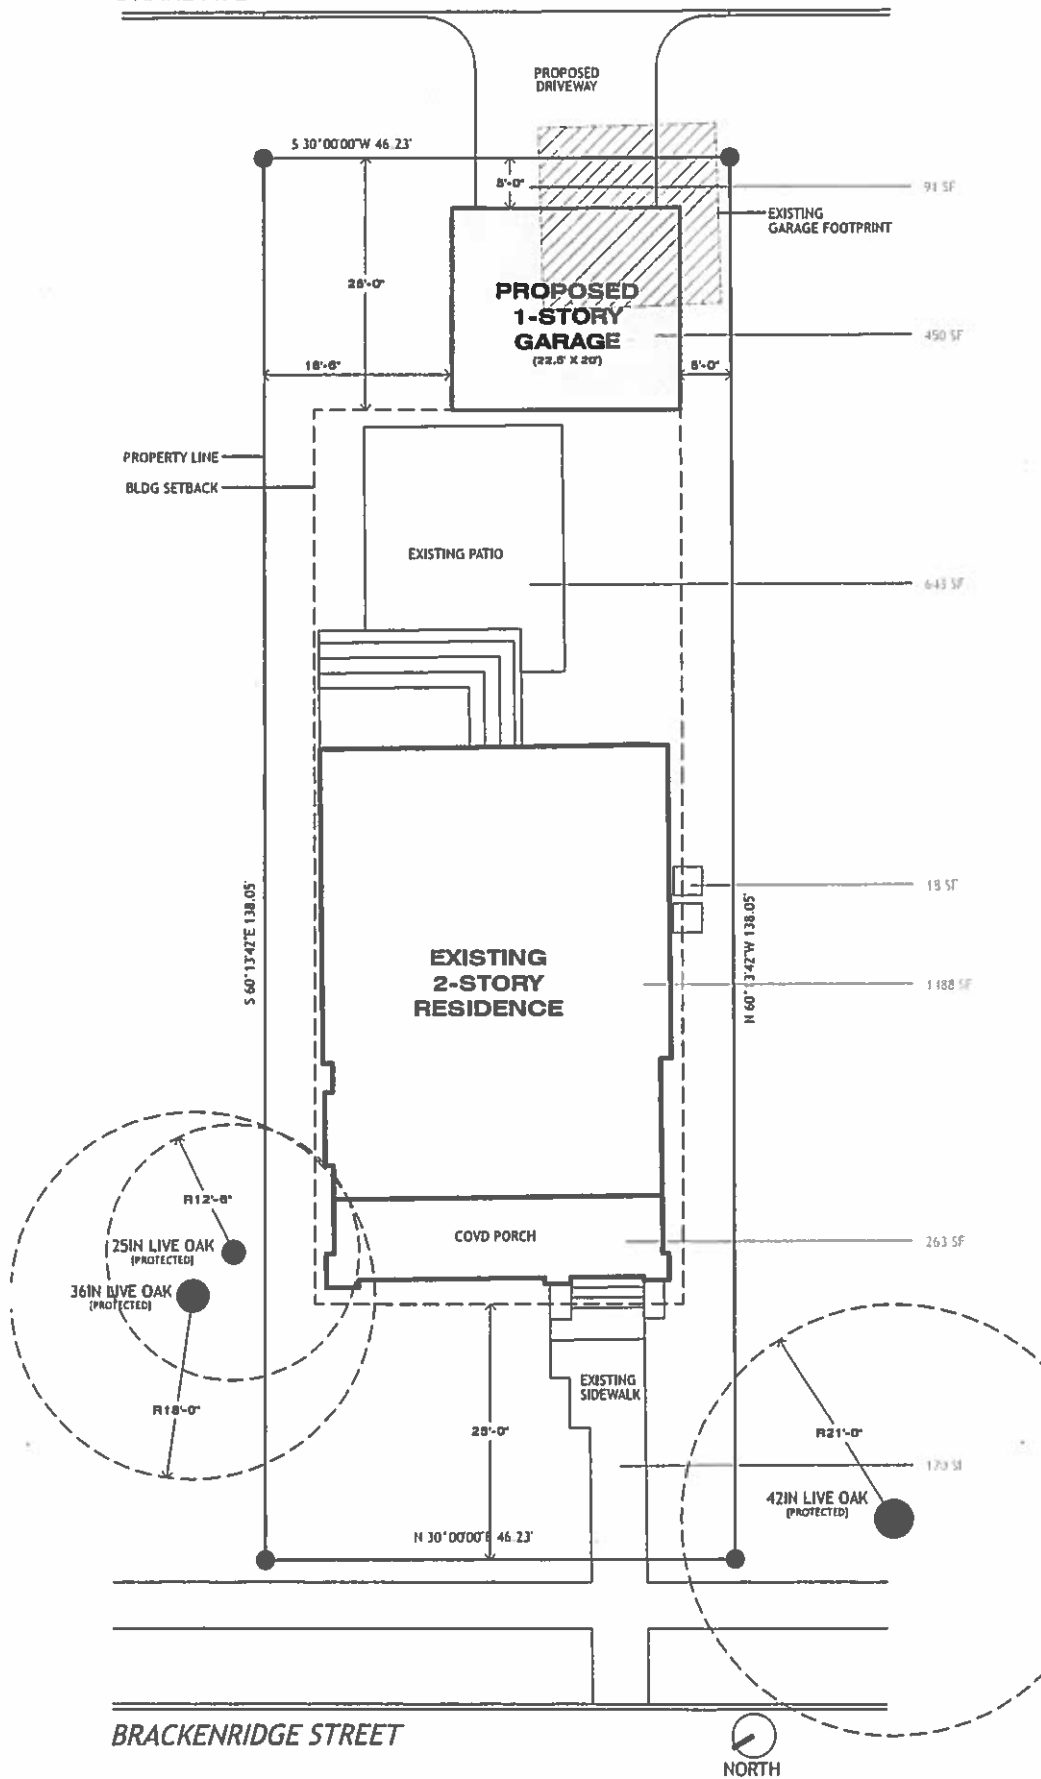 PROPOSED
DRIVEWAY
S 30°00'00"W 46.23'
5'-0"
91 SF
EXISTING
GARAGE FOOTPRINT
25'-0"
PROPOSED
1-STORY
GARAGE
(22.5' X 20')
450 SF
18'-6"
5'-0"
PROPERTY LINE
BLDG SETBACK
EXISTING PATIO
643 SF
S 60°13'42"E 138.05'
N 60°13'42"W 138.05'
18 SF
EXISTING
2-STORY
RESIDENCE
1188 SF
R12'-6"
COVD PORCH
263 SF
25IN LIVE OAK
(PROTECTED)
36IN LIVE OAK
(PROTECTED)
EXISTING
SIDEWALK
R18'-0"
25'-0"
R21'-0"
SF
42IN LIVE OAK
(PROTECTED)
N 30°00'00"E 46.23'
BRACKENRIDGE STREET
NORTH